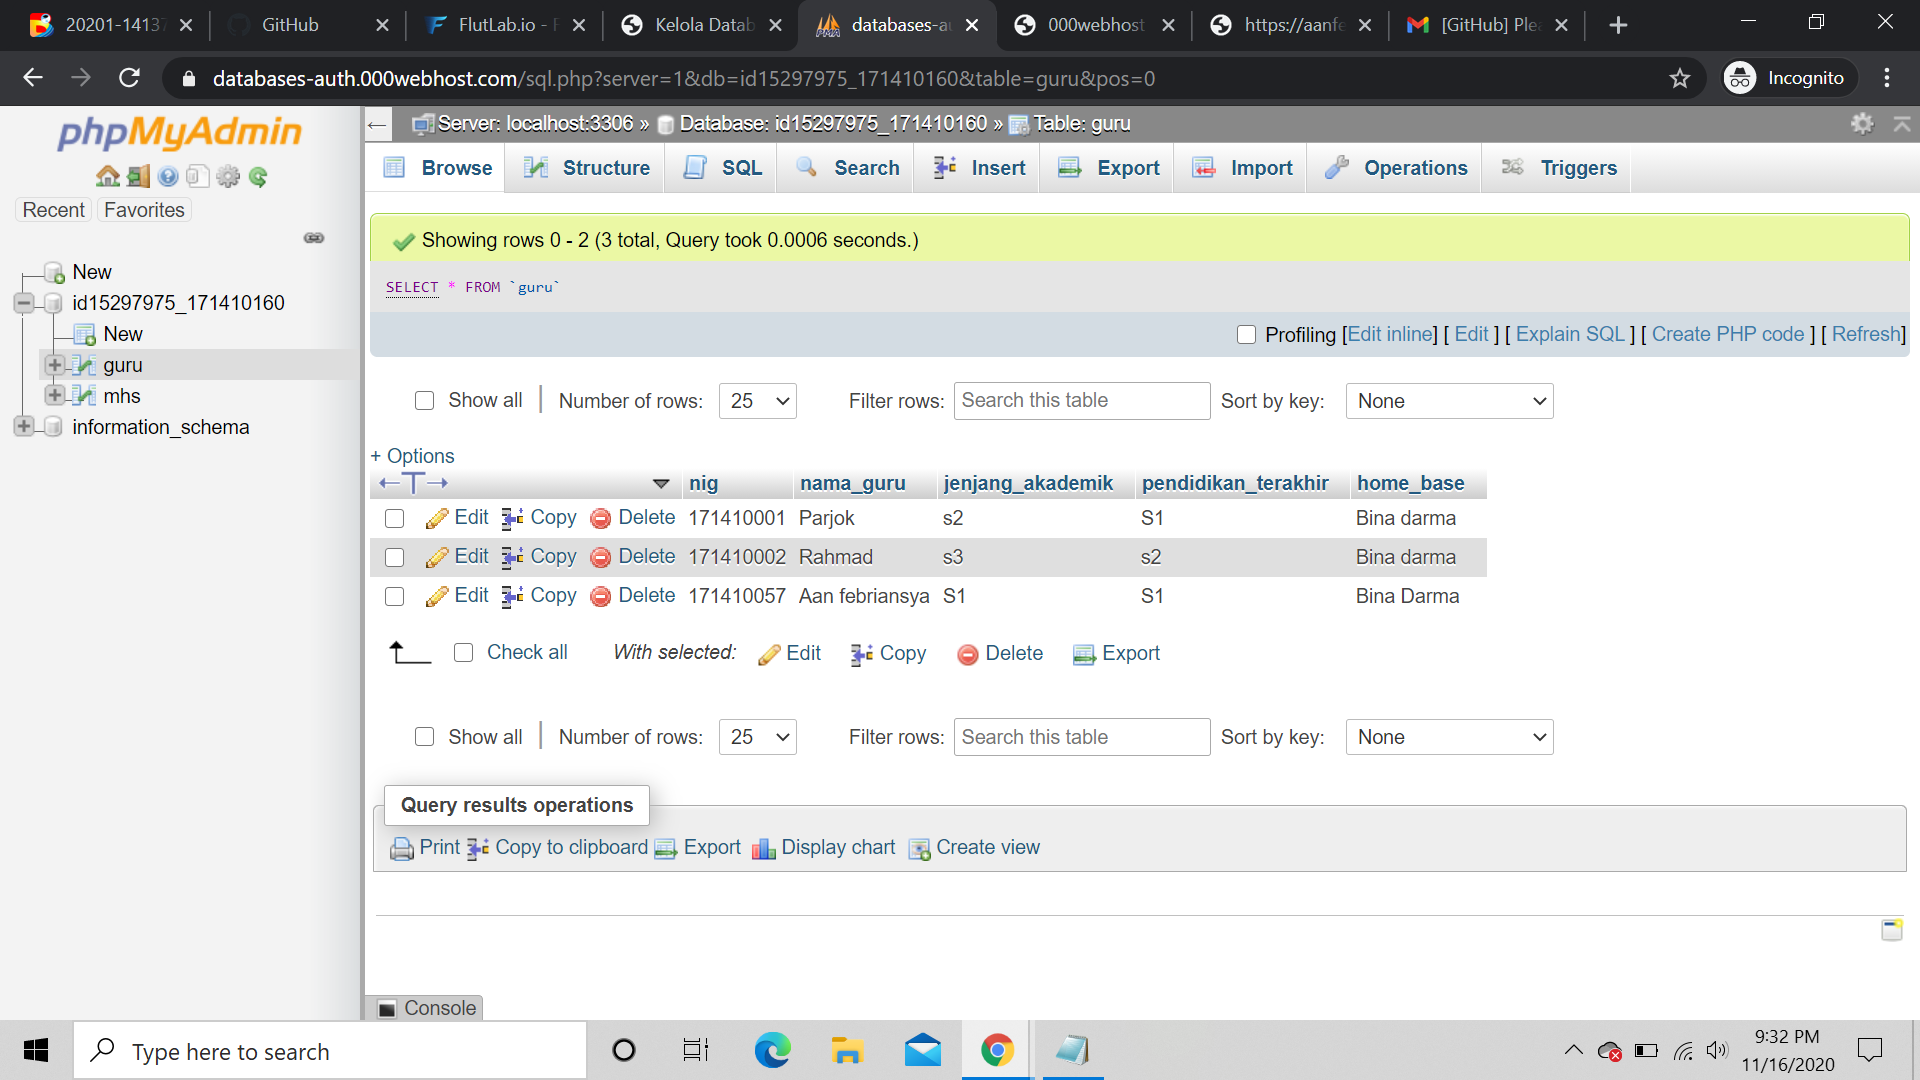 20201-14137
GitHub
FlutLab.io - F
Kelola Datab
databases-au
000webhost
https://aanfe
[GitHub] Plea
databases-auth.000webhost.com/sql.php?server=1&db=id15297975_171410160&table=guru&pos=0
Incognito
phpMyAdmin
Recent Favorites
New
id15297975_171410160
New
guru
mhs
information_schema
Server: localhost:3306 » Database: id15297975_171410160 » Table: guru
Browse Structure SQL Search Insert Export Import Operations Triggers
Showing rows 0 - 2 (3 total, Query took 0.0006 seconds.)
SELECT * FROM `guru`
Profiling [Edit inline] [ Edit ] [ Explain SQL ] [ Create PHP code ] [ Refresh]
Show all Number of rows: 25 Filter rows: Search this table Sort by key: None
+ Options
←T→ nig nama_guru jenjang_akademik pendidikan_terakhir home_base
Edit Copy Delete 171410001 Parjok s2 S1 Bina darma
Edit Copy Delete 171410002 Rahmad s3 s2 Bina darma
Edit Copy Delete 171410057 Aan febriansya S1 S1 Bina Darma
Check all With selected: Edit Copy Delete Export
Show all Number of rows: 25 Filter rows: Search this table Sort by key: None
Query results operations
Print Copy to clipboard Export Display chart Create view
Console
Type here to search
9:32 PM
11/16/2020